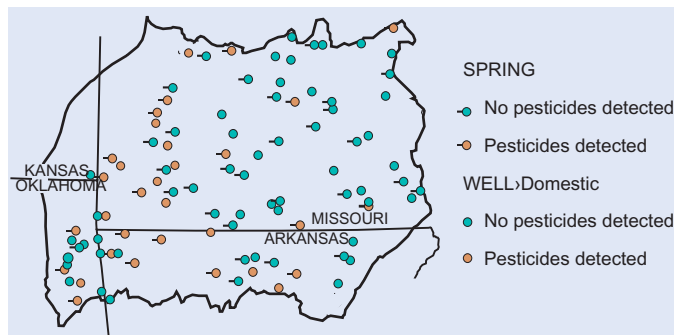 SPRING
No pesticides detected
Pesticides detected
WELL›Domestic
No pesticides detected
Pesticides detected
KANSAS
OKLAHOMA
MISSOURI
ARKANSAS